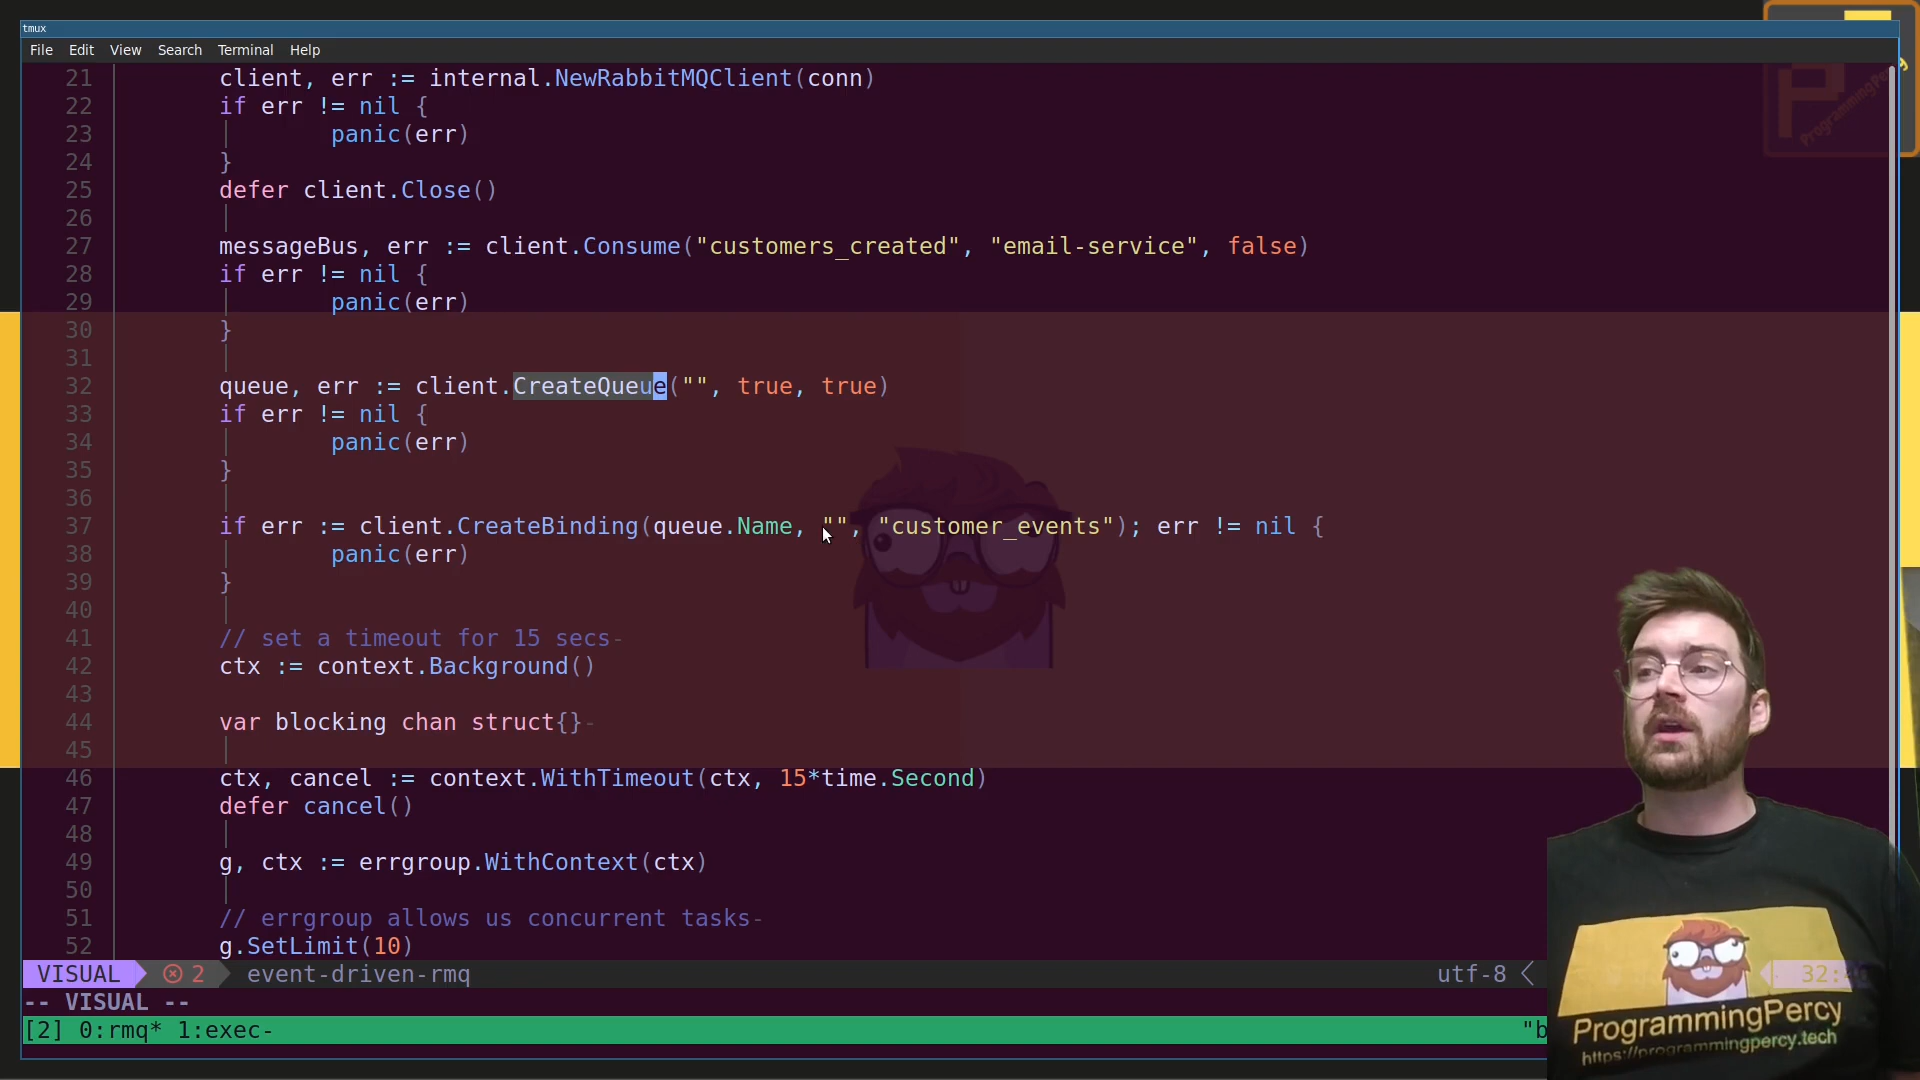 tmux
File Edit View Search Terminal Help
21 client, err := internal.NewRabbitMQClient(conn)
22 if err != nil {
23 panic(err)
24 }
25 defer client.Close()
26
27 messageBus, err := client.Consume("customers_created", "email-service", false)
28 if err != nil {
29 panic(err)
30 }
31
32 queue, err := client.CreateQueue("", true, true)
33 if err != nil {
34 panic(err)
35 }
36
37 if err := client.CreateBinding(queue.Name, "", "customer_events"); err != nil {
38 panic(err)
39 }
40
41 // set a timeout for 15 secs-
42 ctx := context.Background()
43
44 var blocking chan struct{}-
45
46 ctx, cancel := context.WithTimeout(ctx, 15*time.Second)
47 defer cancel()
48
49 g, ctx := errgroup.WithContext(ctx)
50
51 // errgroup allows us concurrent tasks-
52 g.SetLimit(10)
VISUAL 2 event-driven-rmq utf-8 32:
-- VISUAL --
[2] 0:rmq* 1:exec- "b
ProgrammingPercy
ProgrammingPercy
https://programmingpercy.tech